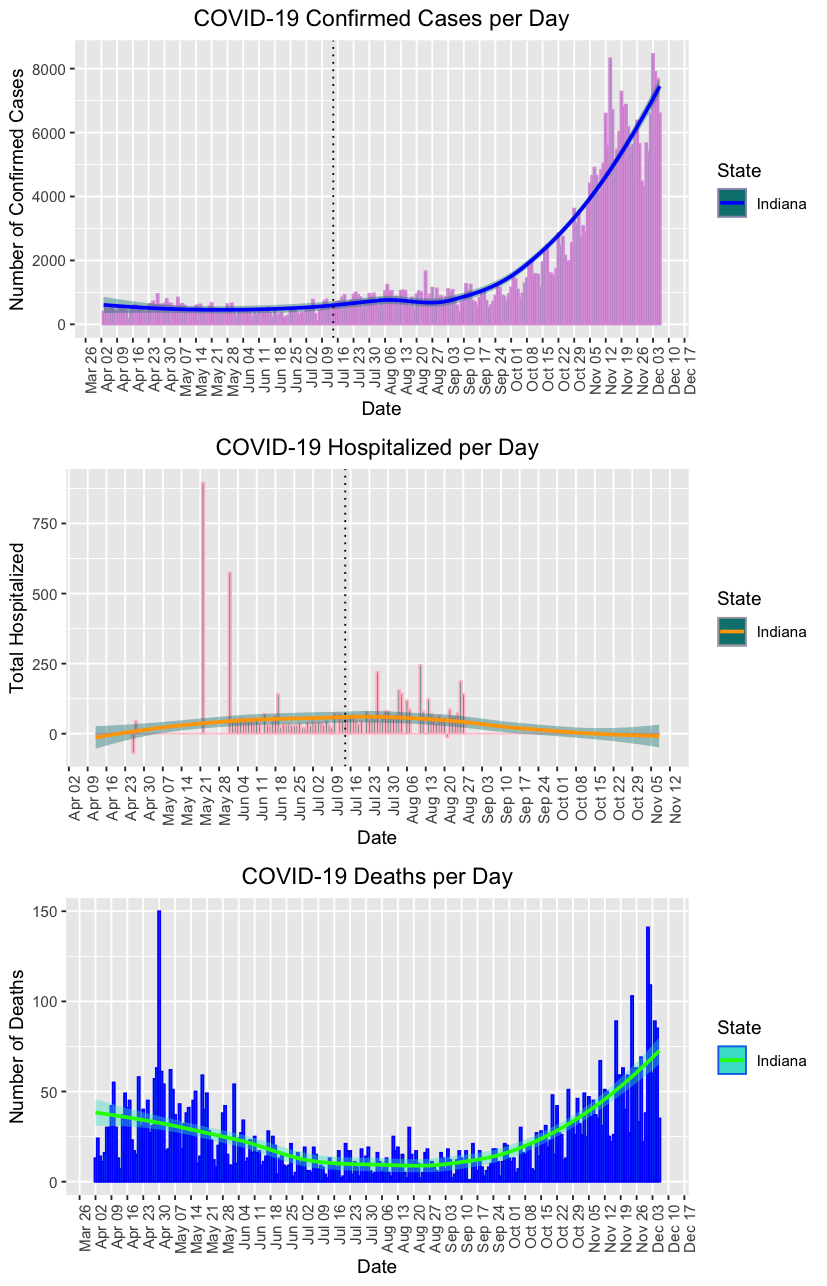 COVID-19 Confirmed Cases per Day
Number of Confirmed Cases
8000
6000
4000
2000
0
Mar 26
Apr 02
Apr 09
Apr 16
Apr 23
Apr 30
May 07
May 14
May 21
May 28
Jun 04
Jun 11
Jun 18
Jun 25
Jul 02
Jul 09
Jul 16
Jul 23
Jul 30
Aug 06
Aug 13
Aug 20
Aug 27
Sep 03
Sep 10
Sep 17
Sep 24
Oct 01
Oct 08
Oct 15
Oct 22
Oct 29
Nov 05
Nov 12
Nov 19
Nov 26
Dec 03
Dec 10
Dec 17
Date
State
Indiana
COVID-19 Hospitalized per Day
Total Hospitalized
750
500
250
0
Apr 02
Apr 09
Apr 16
Apr 23
Apr 30
May 07
May 14
May 21
May 28
Jun 04
Jun 11
Jun 18
Jun 25
Jul 02
Jul 09
Jul 16
Jul 23
Jul 30
Aug 06
Aug 13
Aug 20
Aug 27
Sep 03
Sep 10
Sep 17
Sep 24
Oct 01
Oct 08
Oct 15
Oct 22
Oct 29
Nov 05
Nov 12
Date
State
Indiana
COVID-19 Deaths per Day
Number of Deaths
150
100
50
0
Mar 26
Apr 02
Apr 09
Apr 16
Apr 23
Apr 30
May 07
May 14
May 21
May 28
Jun 04
Jun 11
Jun 18
Jun 25
Jul 02
Jul 09
Jul 16
Jul 23
Jul 30
Aug 06
Aug 13
Aug 20
Aug 27
Sep 03
Sep 10
Sep 17
Sep 24
Oct 01
Oct 08
Oct 15
Oct 22
Oct 29
Nov 05
Nov 12
Nov 19
Nov 26
Dec 03
Dec 10
Dec 17
Date
State
Indiana